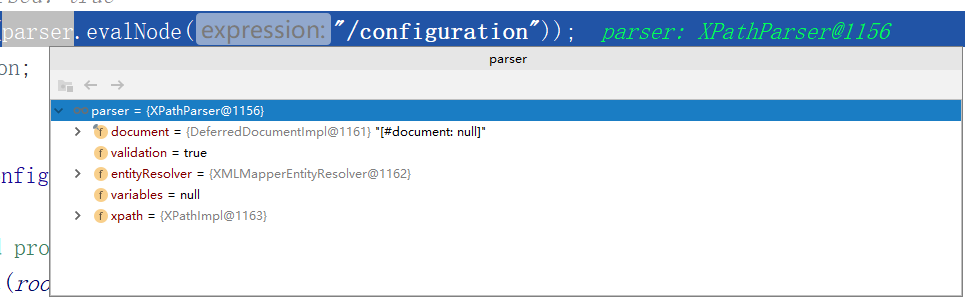 parser.evalNode( expression: "/configuration")); parser: XPathParser@1156
parser
on;
parser = {XPathParser@1156}
document = {DeferredDocumentImpl@1161} "[#document: null]"
validation = true
entityResolver = {XMLMapperEntityResolver@1162}
variables = null
xpath = {XPathImpl@1163}
onfig
pro
(roo